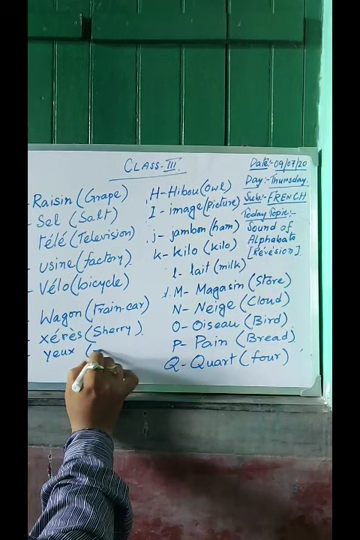 CLASS-III
Date:- 09/07/20
Day:- Thursday
Sub:- FRENCH
Today Topic:-
Sound of
Alphabets
[Révision]
H- Hibou (owl)
I - image (picture)
j- jambon (ham)
k- kilo (kilo)
l- lait (milk)
M- Magasin (Store)
N- Neige (Cloud)
O- Oiseau (Bird)
P- Pain (Bread)
Q- Quart (four)
- Raisin (Grape)
- Sel (Salt)
télé (Television)
- usine (factory)
- Vélo (bicycle)
Wagon (Train-car)
xérès (Sherry)
- yeux (